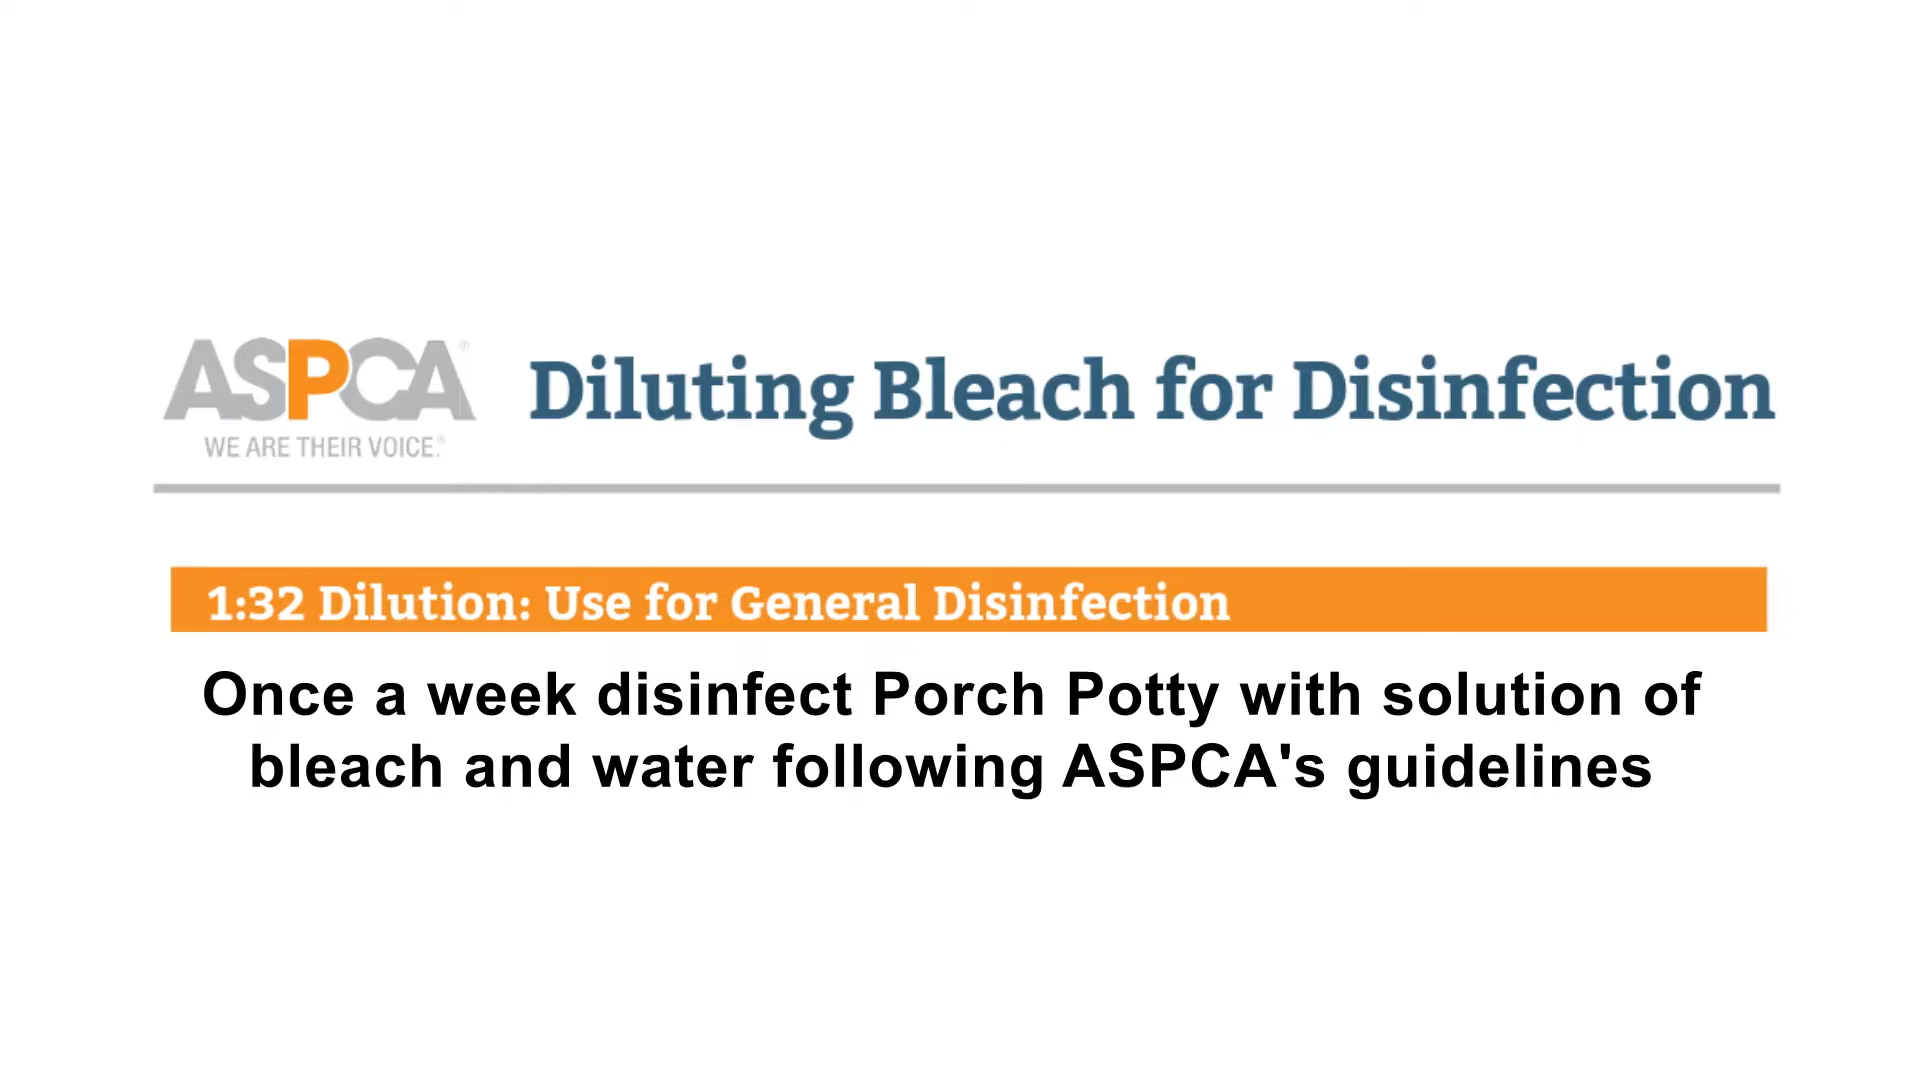 ASPCA®
WE ARE THEIR VOICE.®
Diluting Bleach for Disinfection
1:32 Dilution: Use for General Disinfection
Once a week disinfect Porch Potty with solution of
bleach and water following ASPCA's guidelines